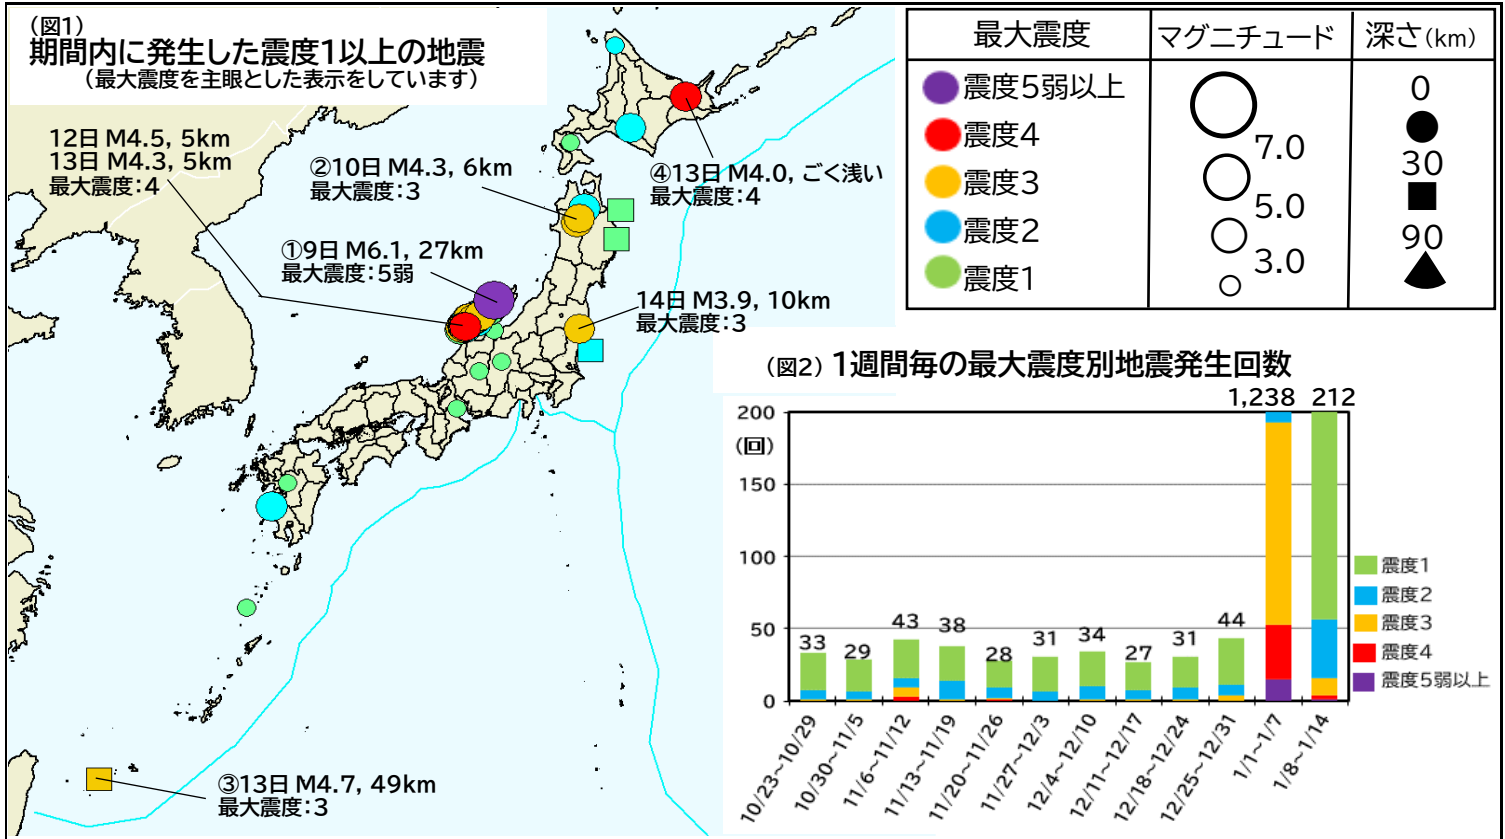 (図1)
期間内に発生した震度1以上の地震
(最大震度を主眼とした表示をしています)
12日 M4.5, 5km
13日 M4.3, 5km
最大震度:4
②10日 M4.3, 6km
最大震度:3
④13日 M4.0, ごく浅い
最大震度:4
①9日 M6.1, 27km
最大震度:5弱
14日 M3.9, 10km
最大震度:3
③13日 M4.7, 49km
最大震度:3
最大震度 マグニチュード 深さ(km)
震度5弱以上
震度4
震度3
震度2
震度1
7.0
5.0
3.0
0
30
90
(図2) 1週間毎の最大震度別地震発生回数
1,238 212
200
(回)
150
100
50
0
33 29 43 38 28 31 34 27 31 44
震度1
震度2
震度3
震度4
震度5弱以上
10/23~10/29
10/30~11/5
11/6~11/12
11/13~11/19
11/20~11/26
11/27~12/3
12/4~12/10
12/11~12/17
12/18~12/24
12/25~12/31
1/1~1/7
1/8~1/14